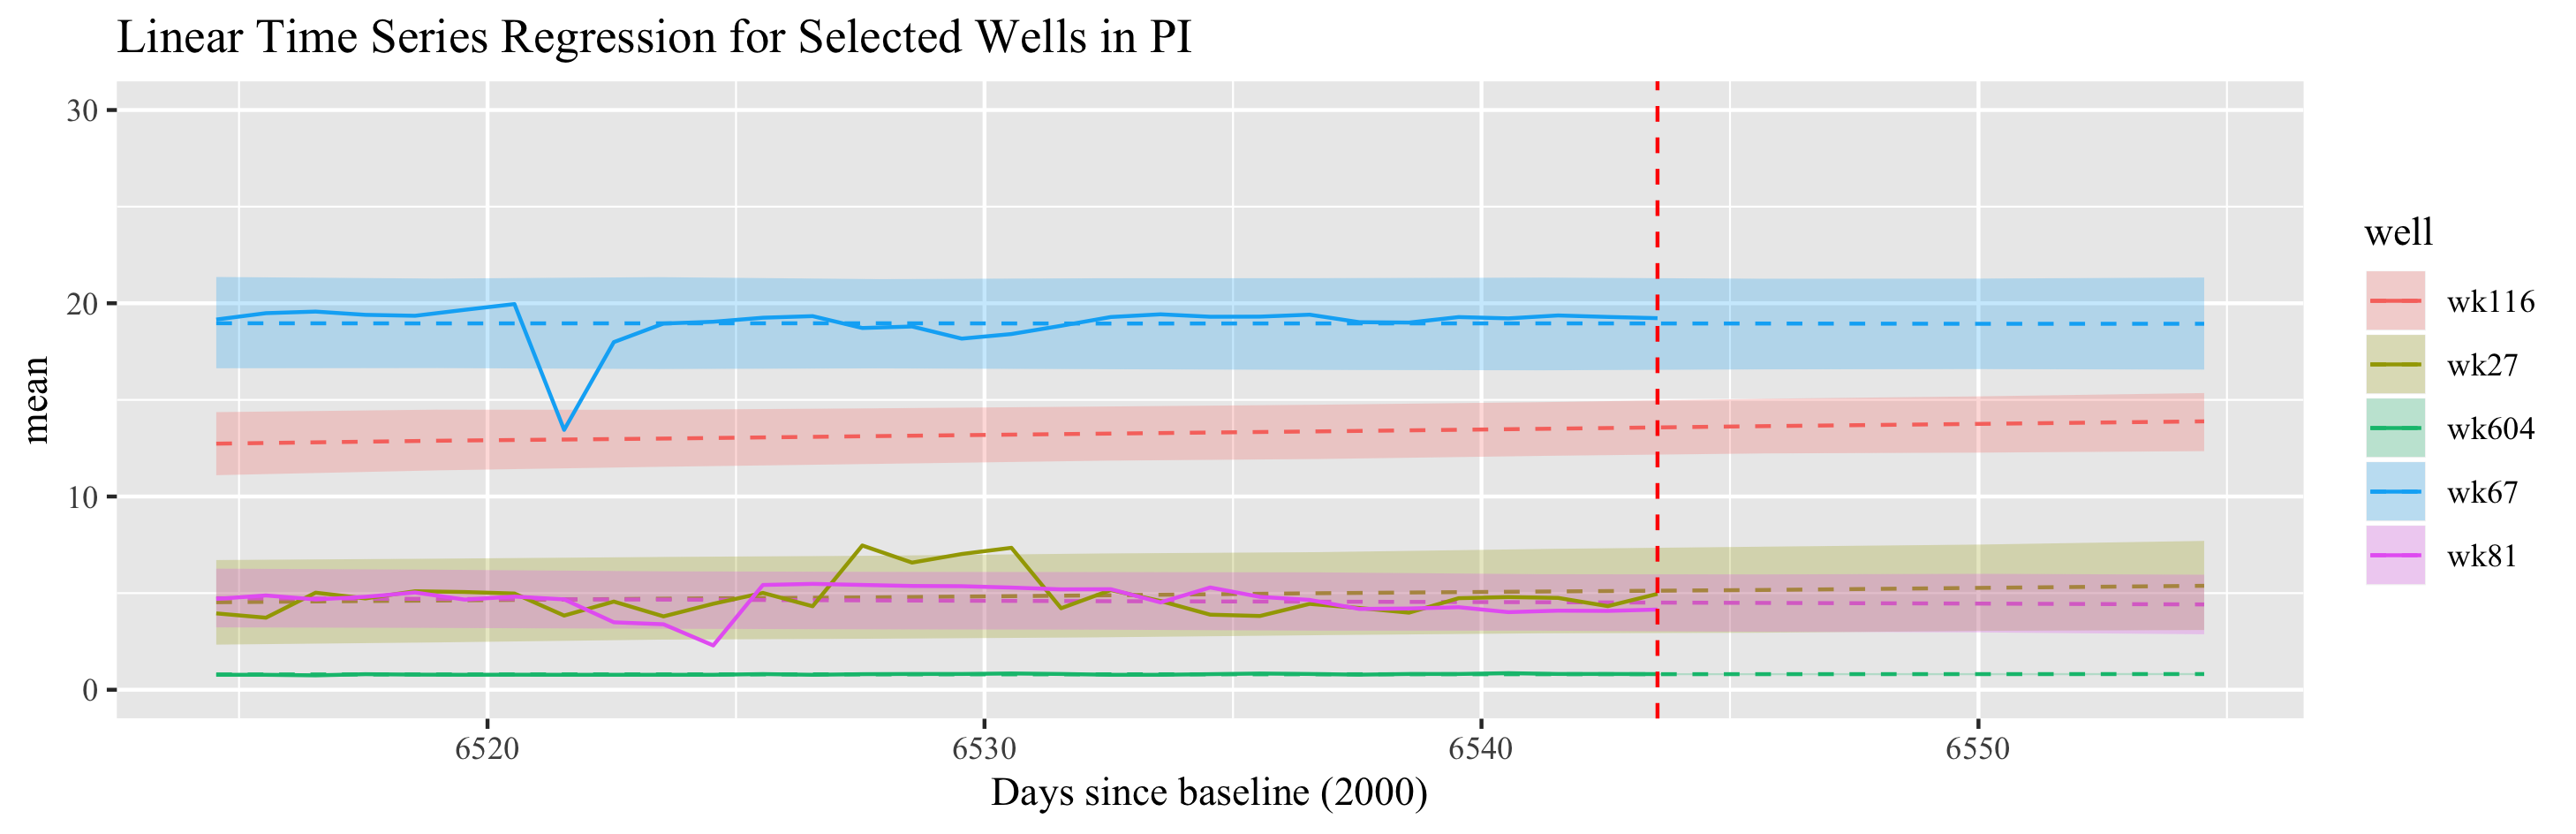 Linear Time Series Regression for Selected Wells in PI
30
20
10
0
mean
6520 6530 6540 6550
Days since baseline (2000)
well
wk116
wk27
wk604
wk67
wk81